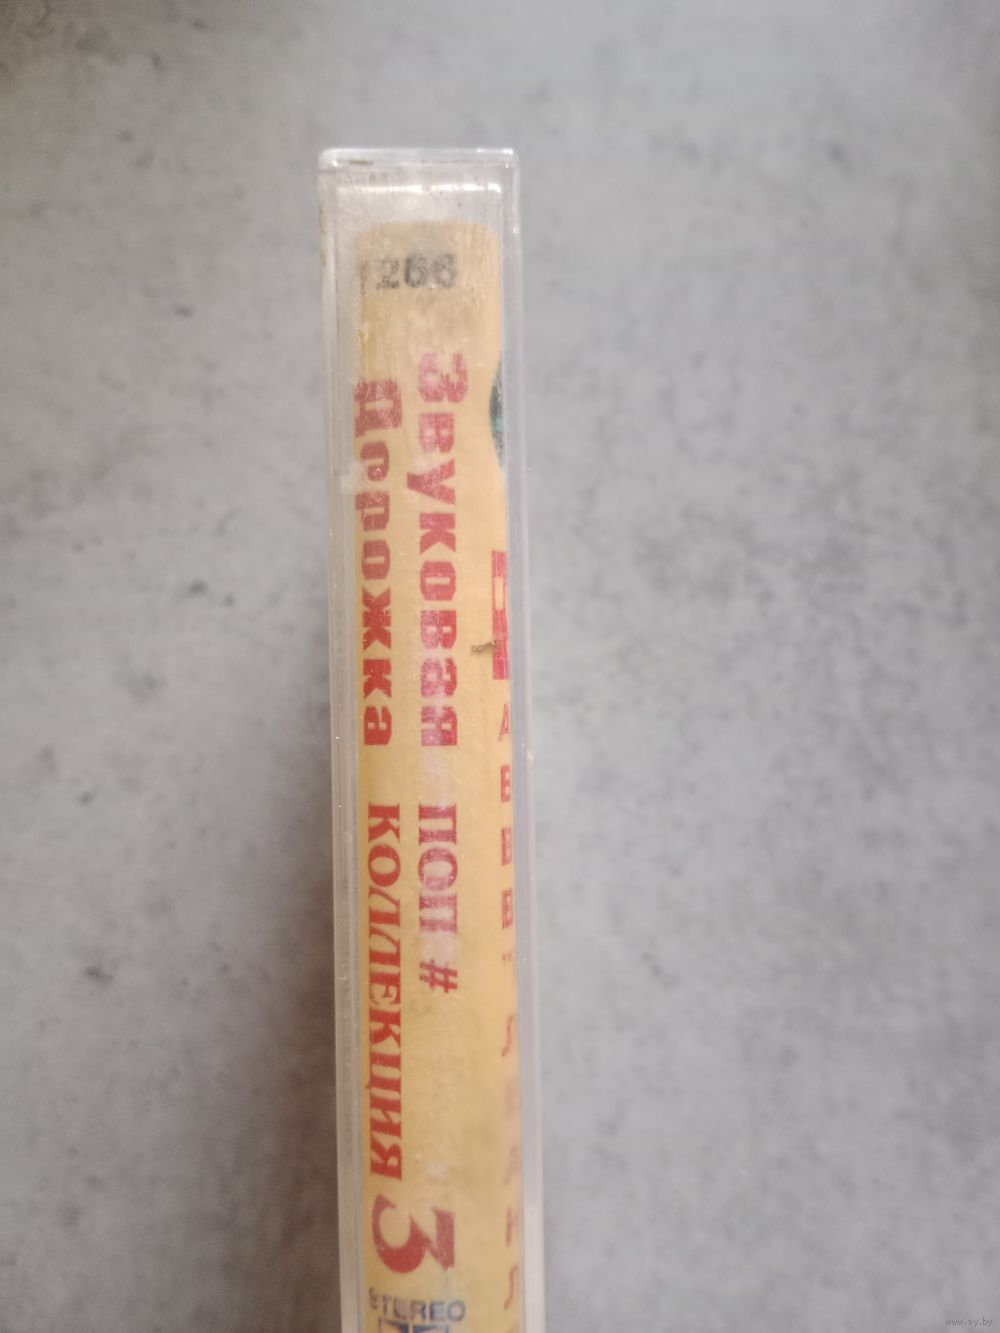 1266
Звуковая ПОП #
Дорожка КОЛЛЕКЦИЯ
3
STEREO
www.ay.by